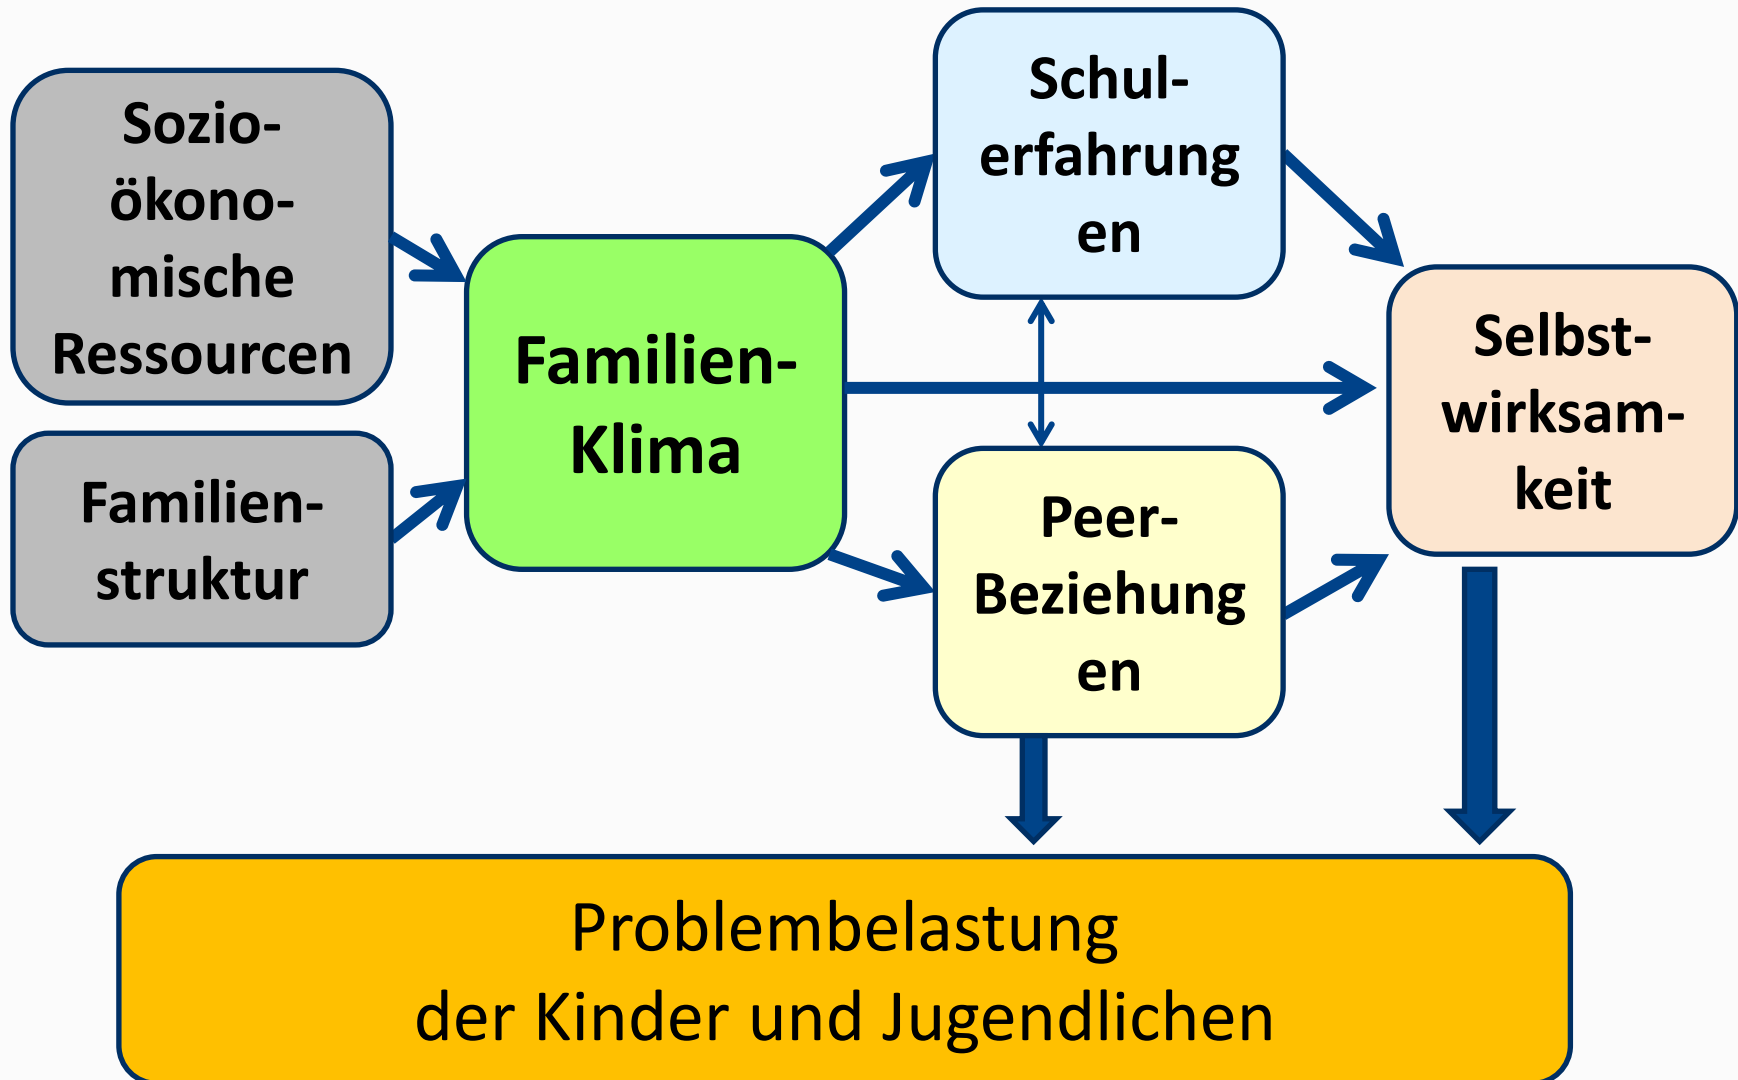 Sozio-
ökono-
mische
Ressourcen
Familien-
struktur
Familien-
Klima
Schul-
erfahrung
en
Peer-
Beziehung
en
Selbst-
wirksam-
keit
Problembelastung
der Kinder und Jugendlichen